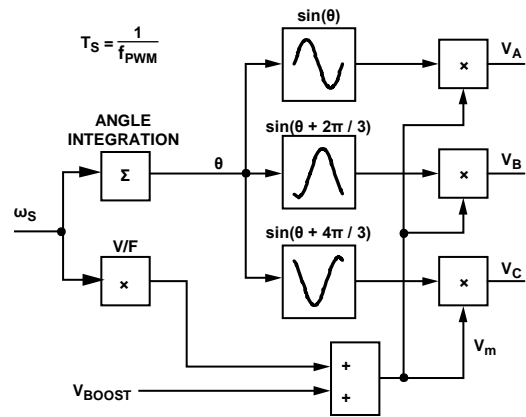 T_S = 1 / f_PWM
sin(θ)
V_A
×
ANGLE
INTEGRATION
Σ
θ
sin(θ + 2π / 3)
V_B
×
ω_S
V/F
×
sin(θ + 4π / 3)
V_C
×
V_m
+
+
V_BOOST